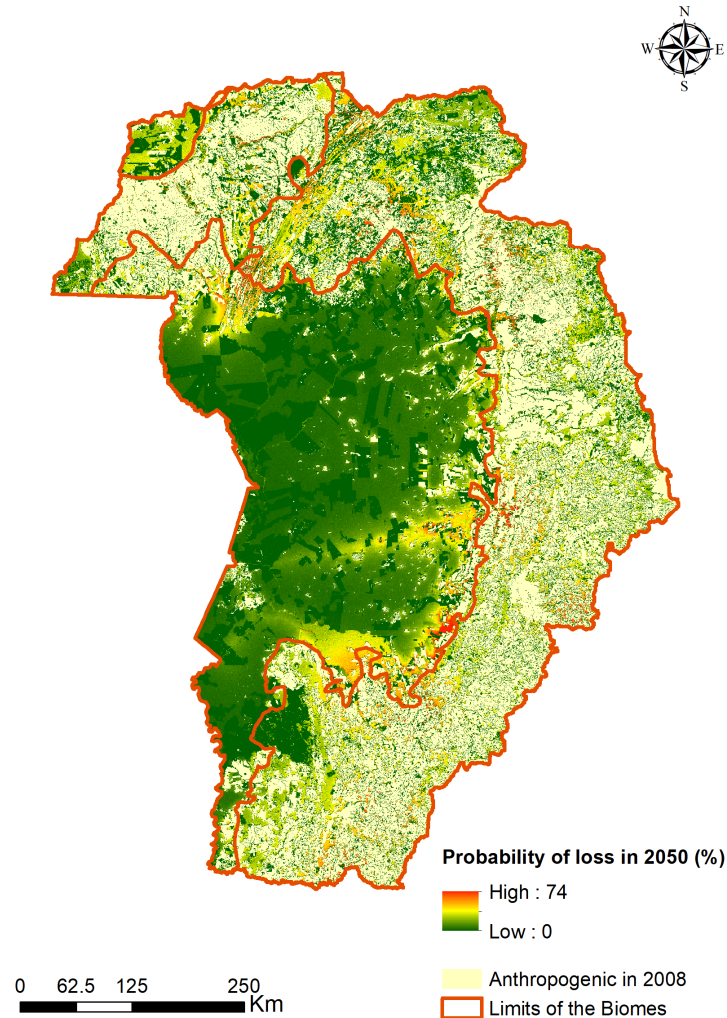 N
W E
S
Probability of loss in 2050 (%)
High : 74
Low : 0
Anthropogenic in 2008
Limits of the Biomes
0 62.5 125 250
Km